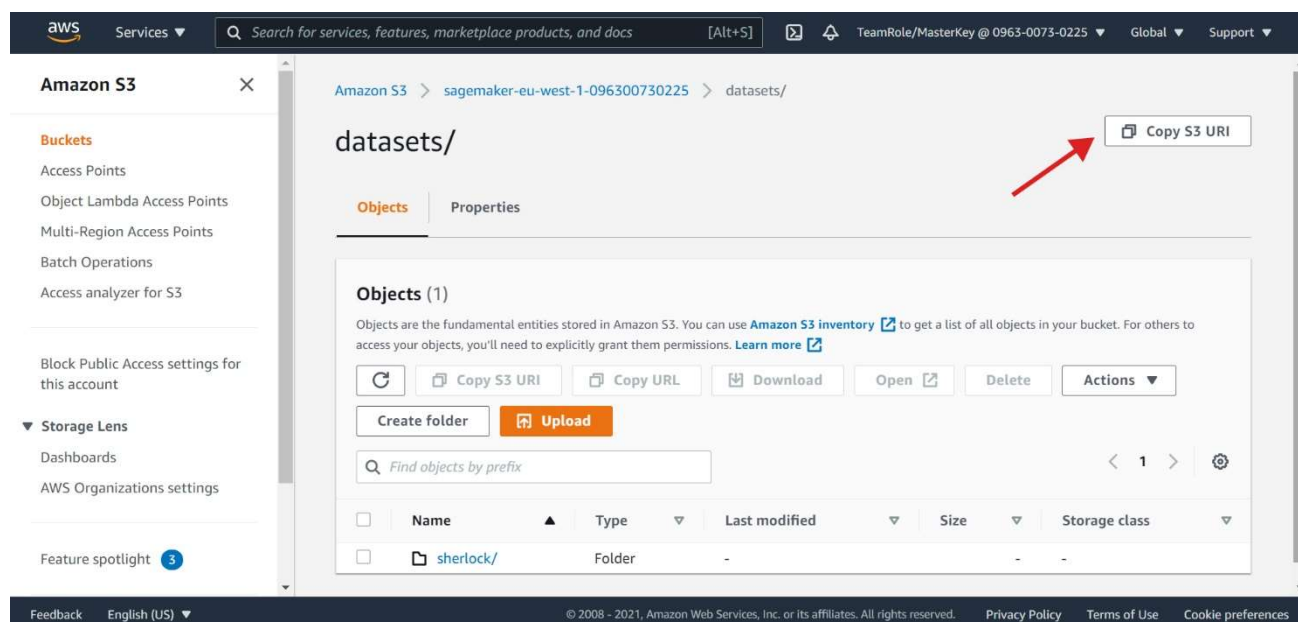 aws Services ▼ Search for services, features, marketplace products, and docs [Alt+S] TeamRole/MasterKey @ 0963-0073-0225 ▼ Global ▼ Support ▼
Amazon S3
Buckets
Access Points
Object Lambda Access Points
Multi-Region Access Points
Batch Operations
Access analyzer for S3
Block Public Access settings for
this account
▼ Storage Lens
Dashboards
AWS Organizations settings
Feature spotlight 3
Amazon S3 > sagemaker-eu-west-1-096300730225 > datasets/
datasets/
Copy S3 URI
Objects Properties
Objects (1)
Objects are the fundamental entities stored in Amazon S3. You can use Amazon S3 inventory to get a list of all objects in your bucket. For others to
access your objects, you'll need to explicitly grant them permissions. Learn more
Copy S3 URI Copy URL Download Open Delete Actions ▼
Create folder Upload
Find objects by prefix < 1 >
Name ▲ Type ▽ Last modified ▽ Size ▽ Storage class ▽
sherlock/ Folder - - -
Feedback English (US) ▼ © 2008 - 2021, Amazon Web Services, Inc. or its affiliates. All rights reserved. Privacy Policy Terms of Use Cookie preferences